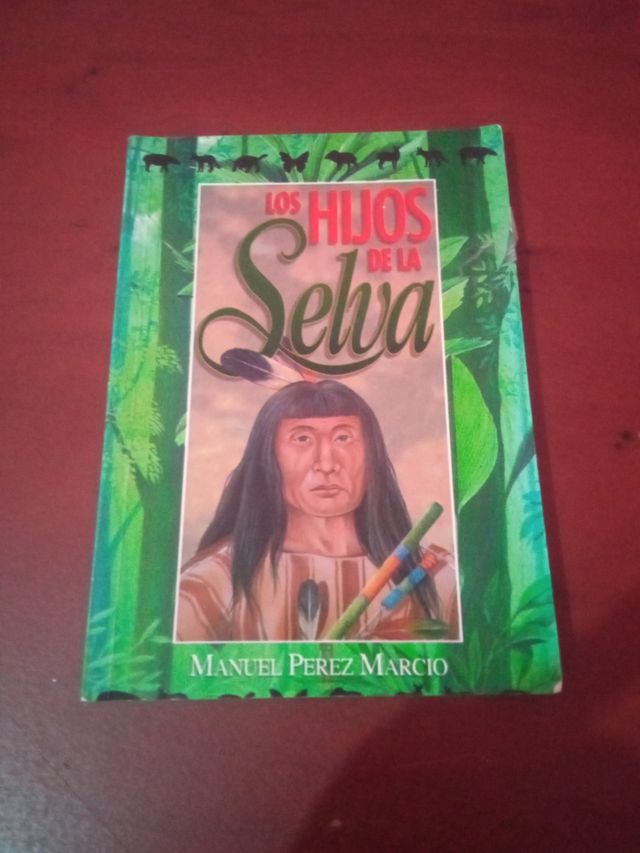 LOS HIJOS
DE LA
Selva
MANUEL PEREZ MARCIO